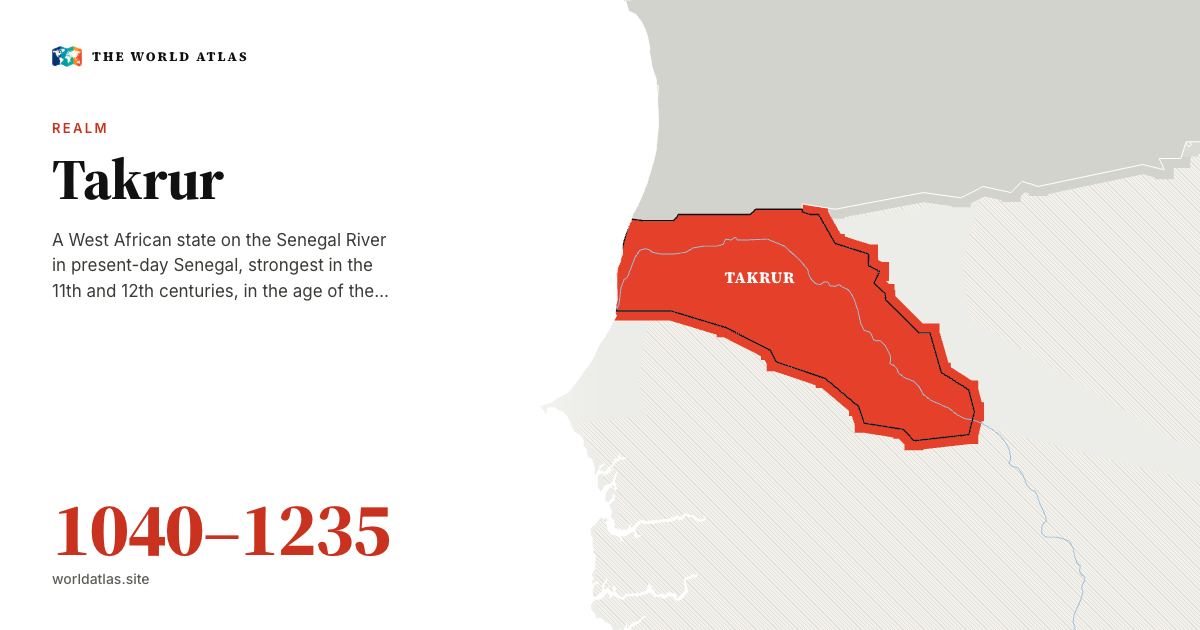 THE WORLD ATLAS
REALM
Takrur
A West African state on the Senegal River
in present-day Senegal, strongest in the
11th and 12th centuries, in the age of the...
TAKRUR
1040–1235
worldatlas.site